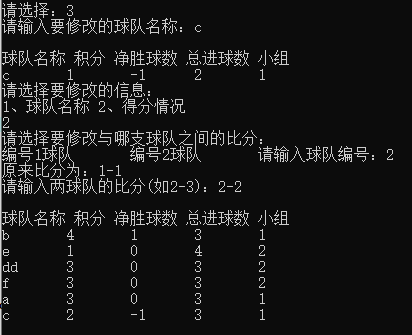 请选择：3
请输入要修改的球队名称：c
球队名称 积分 净胜球数 总进球数 小组
c 1 -1 2 1
请选择要修改的信息：
1、球队名称 2、得分情况
2
请选择要修改与哪支球队之间的比分：
编号1球队 编号2球队 请输入球队编号：2
原来比分为：1-1
请输入两球队的比分(如2-3)：2-2
球队名称 积分 净胜球数 总进球数 小组
b 4 1 3 1
e 1 0 4 2
dd 3 0 3 2
f 3 0 3 2
a 3 0 3 1
c 2 -1 3 1